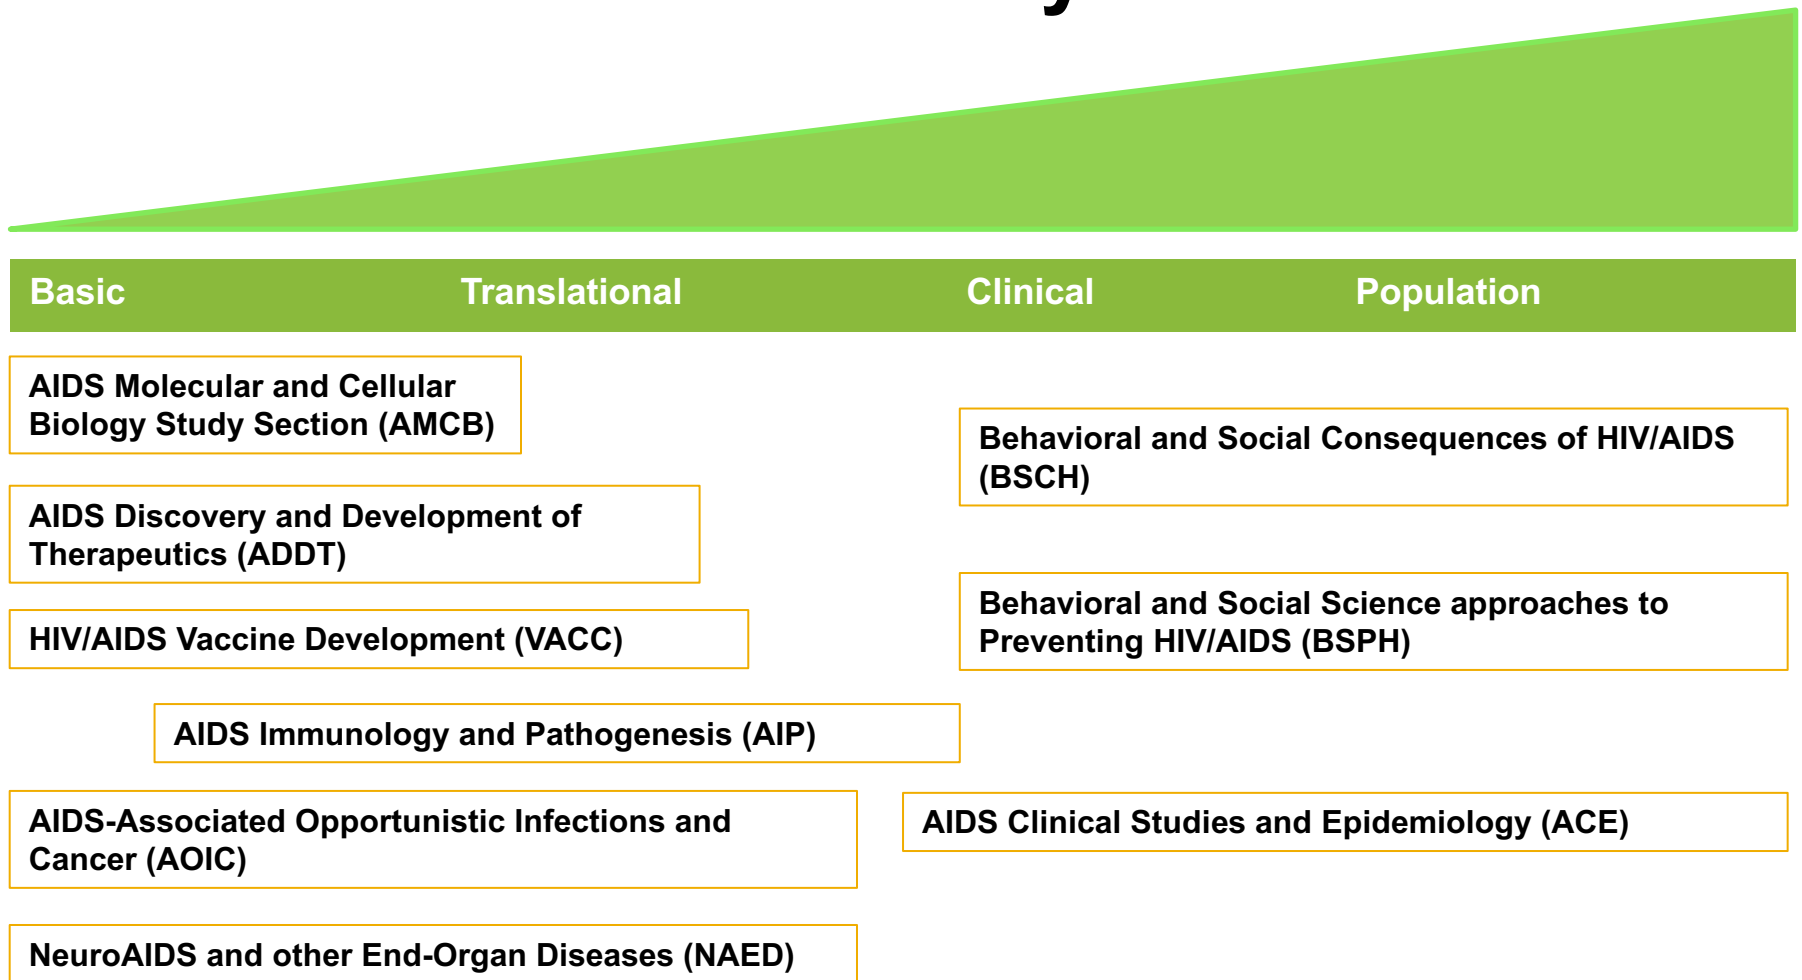 Basic Translational Clinical Population
AIDS Molecular and Cellular
Biology Study Section (AMCB)
AIDS Discovery and Development of
Therapeutics (ADDT)
HIV/AIDS Vaccine Development (VACC)
AIDS Immunology and Pathogenesis (AIP)
AIDS-Associated Opportunistic Infections and
Cancer (AOIC)
NeuroAIDS and other End-Organ Diseases (NAED)
Behavioral and Social Consequences of HIV/AIDS
(BSCH)
Behavioral and Social Science approaches to
Preventing HIV/AIDS (BSPH)
AIDS Clinical Studies and Epidemiology (ACE)